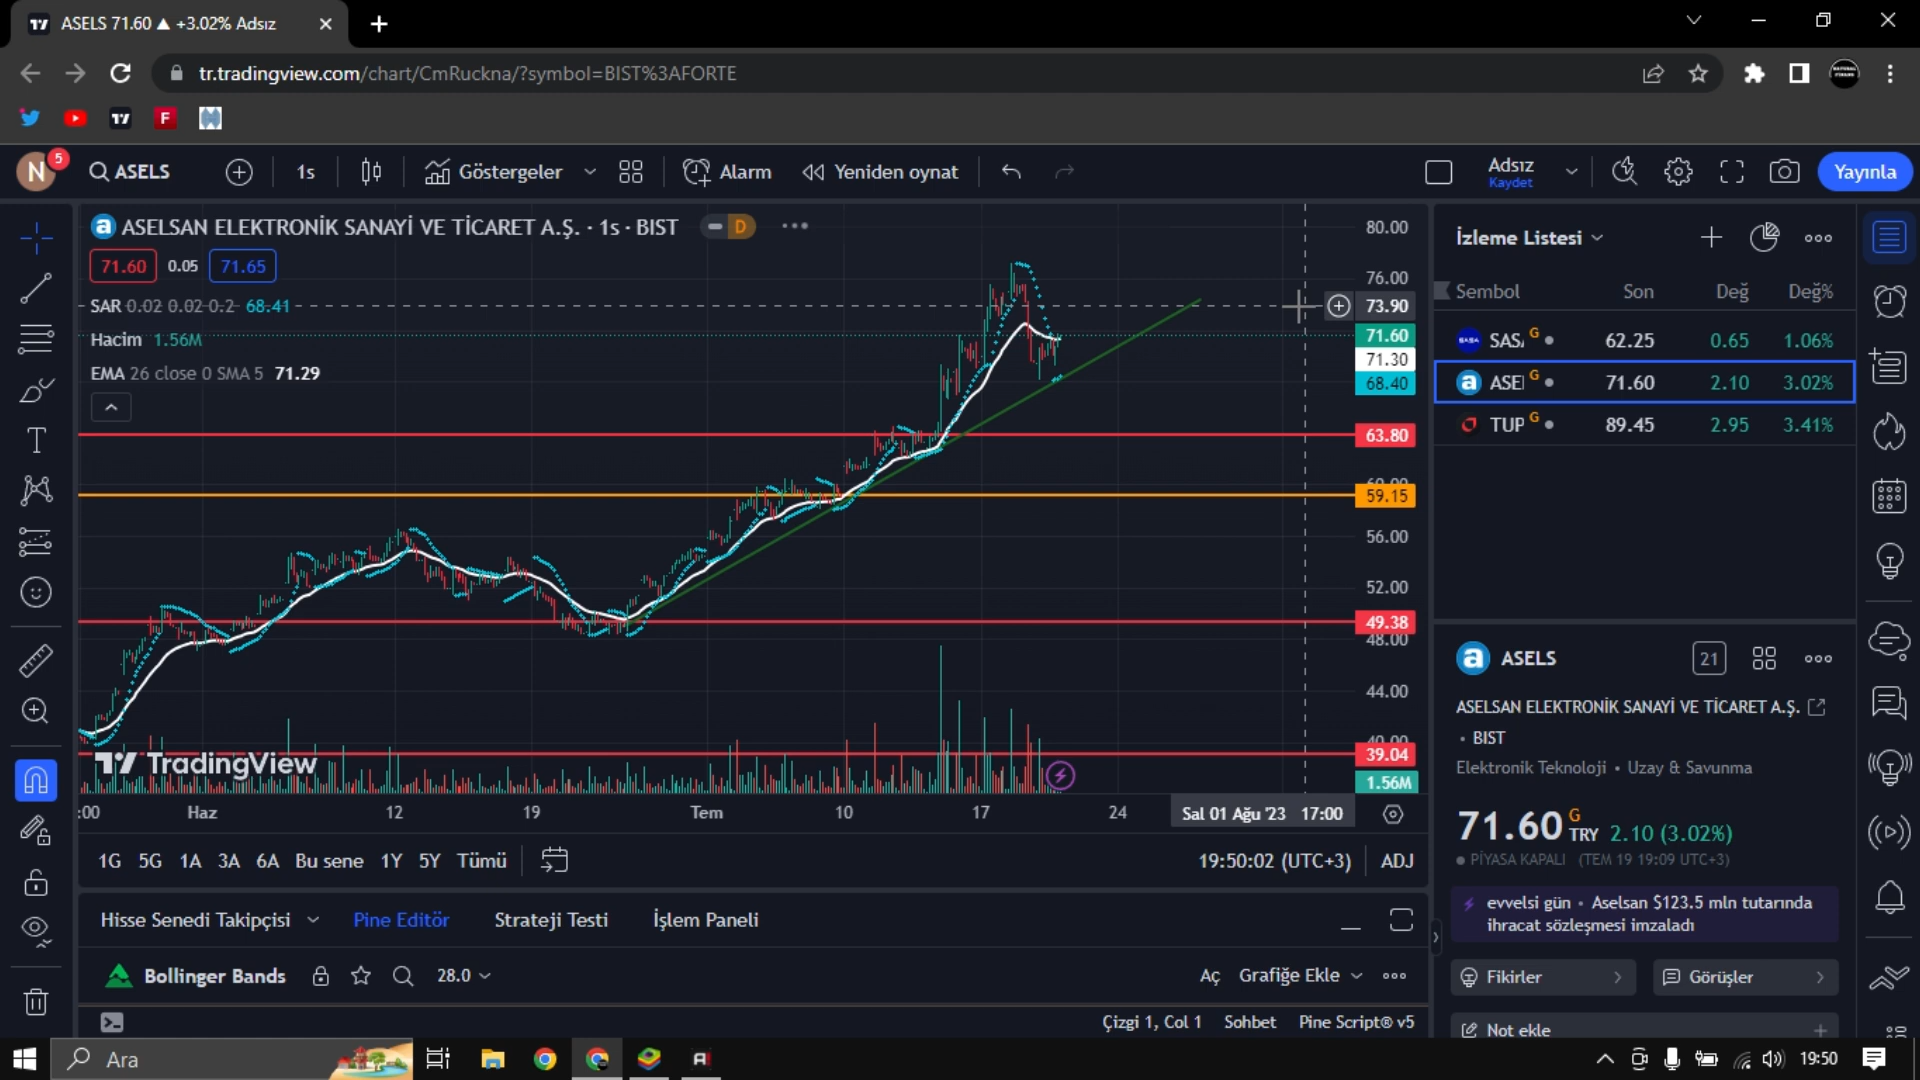 ASELS 71.60 ▲ +3.02% Adsız
tr.tradingview.com/chart/CmRuckna/?symbol=BIST%3AFORTE
F
N 5 ASELS 1s Göstergeler Alarm Yeniden oynat Adsız Kaydet Yayınla
a ASELSAN ELEKTRONİK SANAYİ VE TİCARET A.Ş. · 1s · BIST D
71.60 0.05 71.65
SAR 0.02 0.02 0.2 68.41
Hacim 1.56M
EMA 26 close 0 SMA 5 71.29
80.00
76.00
73.90
71.60
71.30
68.40
63.80
60.00
59.15
56.00
52.00
49.38
48.00
44.00
40.00
39.04
1.56M
TradingView
:00 Haz 12 19 Tem 10 17 24 Sal 01 Ağu '23 17:00
1G 5G 1A 3A 6A Bu sene 1Y 5Y Tümü 19:50:02 (UTC+3) ADJ
Hisse Senedi Takipçisi Pine Editör Strateji Testi İşlem Paneli
Bollinger Bands 28.0 Aç Grafiğe Ekle
Çizgi 1, Col 1 Sohbet Pine Script® v5
İzleme Listesi
Sembol Son Değ Değ%
SASA SAS G 62.25 0.65 1.06%
a ASE G 71.60 2.10 3.02%
TUP G 89.45 2.95 3.41%
a ASELS 21
ASELSAN ELEKTRONİK SANAYİ VE TİCARET A.Ş.
• BIST
Elektronik Teknoloji • Uzay & Savunma
71.60 G TRY 2.10 (3.02%)
PİYASA KAPALI (TEM 19 19:09 UTC+3)
evvelsi gün • Aselsan $123.5 mln tutarında
ihracat sözleşmesi imzaladı
Fikirler Görüşler
Not ekle
Ara 19:50